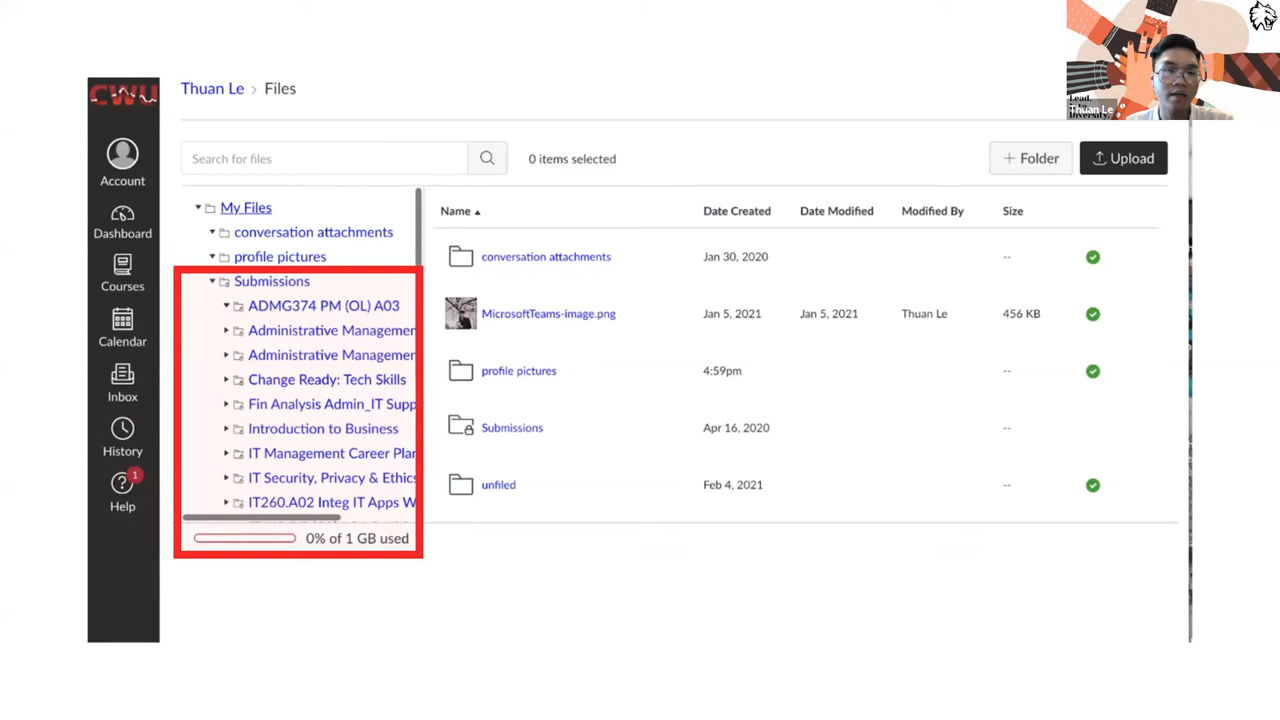 Thuan Le
Lead.
Diversity.
CWU
Thuan Le › Files
Search for files
0 items selected
+ Folder
Upload
Account
Dashboard
Courses
Calendar
Inbox
History
1
Help
My Files
conversation attachments
profile pictures
Submissions
ADMG374 PM (OL) A03
Administrative Managemen
Administrative Managemen
Change Ready: Tech Skills
Fin Analysis Admin_IT Supp
Introduction to Business
IT Management Career Plan
IT Security, Privacy & Ethics
IT260.A02 Integ IT Apps W
0% of 1 GB used
Name Date Created Date Modified Modified By Size
conversation attachments Jan 30, 2020 --
MicrosoftTeams-image.png Jan 5, 2021 Jan 5, 2021 Thuan Le 456 KB
profile pictures 4:59pm --
Submissions Apr 16, 2020 --
unfiled Feb 4, 2021 --